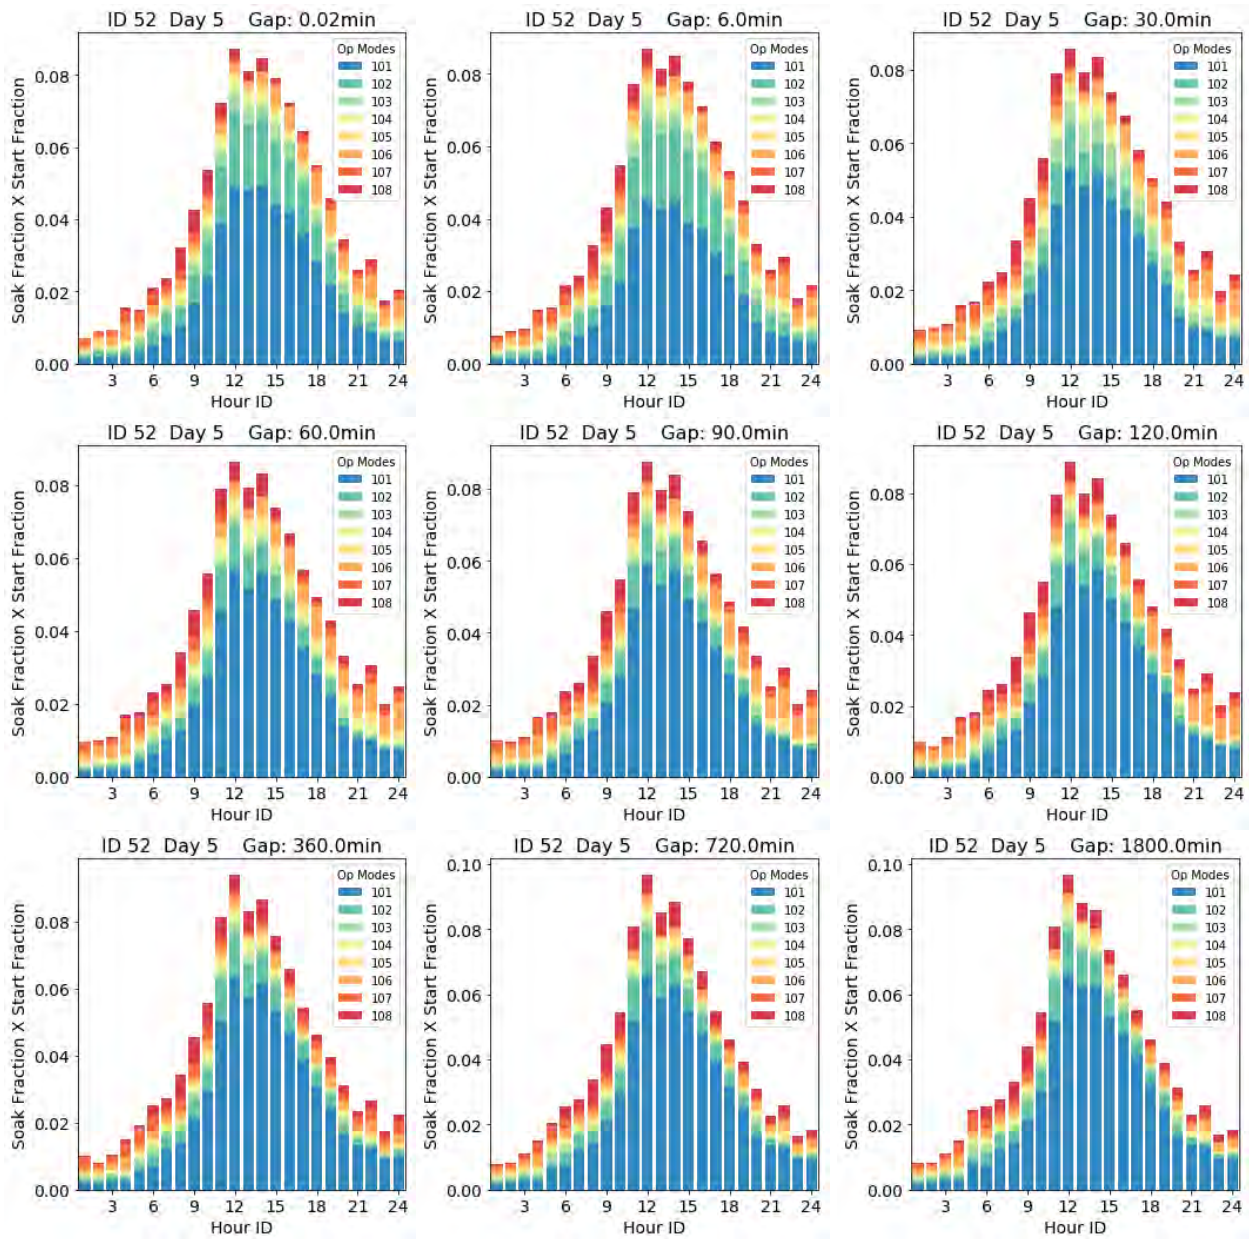 ID 52 Day 5 Gap: 0.02min
Soak Fraction X Start Fraction
0.08
0.06
0.04
0.02
0.00
Op Modes
101
102
103
104
105
106
107
108
3 6 9 12 15 18 21 24
Hour ID
ID 52 Day 5 Gap: 6.0min
Soak Fraction X Start Fraction
0.08
0.06
0.04
0.02
0.00
Op Modes
101
102
103
104
105
106
107
108
3 6 9 12 15 18 21 24
Hour ID
ID 52 Day 5 Gap: 30.0min
Soak Fraction X Start Fraction
0.08
0.06
0.04
0.02
0.00
Op Modes
101
102
103
104
105
106
107
108
3 6 9 12 15 18 21 24
Hour ID
ID 52 Day 5 Gap: 60.0min
Soak Fraction X Start Fraction
0.08
0.06
0.04
0.02
0.00
Op Modes
101
102
103
104
105
106
107
108
3 6 9 12 15 18 21 24
Hour ID
ID 52 Day 5 Gap: 90.0min
Soak Fraction X Start Fraction
0.08
0.06
0.04
0.02
0.00
Op Modes
101
102
103
104
105
106
107
108
3 6 9 12 15 18 21 24
Hour ID
ID 52 Day 5 Gap: 120.0min
Soak Fraction X Start Fraction
0.08
0.06
0.04
0.02
0.00
Op Modes
101
102
103
104
105
106
107
108
3 6 9 12 15 18 21 24
Hour ID
ID 52 Day 5 Gap: 360.0min
Soak Fraction X Start Fraction
0.08
0.06
0.04
0.02
0.00
Op Modes
101
102
103
104
105
106
107
108
3 6 9 12 15 18 21 24
Hour ID
ID 52 Day 5 Gap: 720.0min
Soak Fraction X Start Fraction
0.10
0.08
0.06
0.04
0.02
0.00
Op Modes
101
102
103
104
105
106
107
108
3 6 9 12 15 18 21 24
Hour ID
ID 52 Day 5 Gap: 1800.0min
Soak Fraction X Start Fraction
0.10
0.08
0.06
0.04
0.02
0.00
Op Modes
101
102
103
104
105
106
107
108
3 6 9 12 15 18 21 24
Hour ID